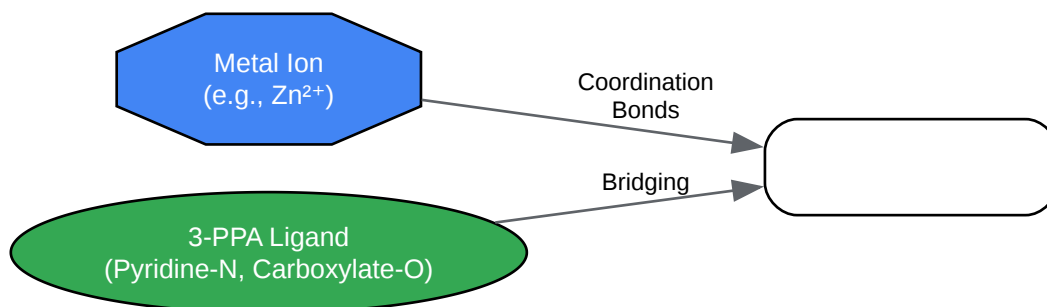 Metal Ion
(e.g., Zn²⁺)
Coordination
Bonds
Bridging
3-PPA Ligand
(Pyridine-N, Carboxylate-O)